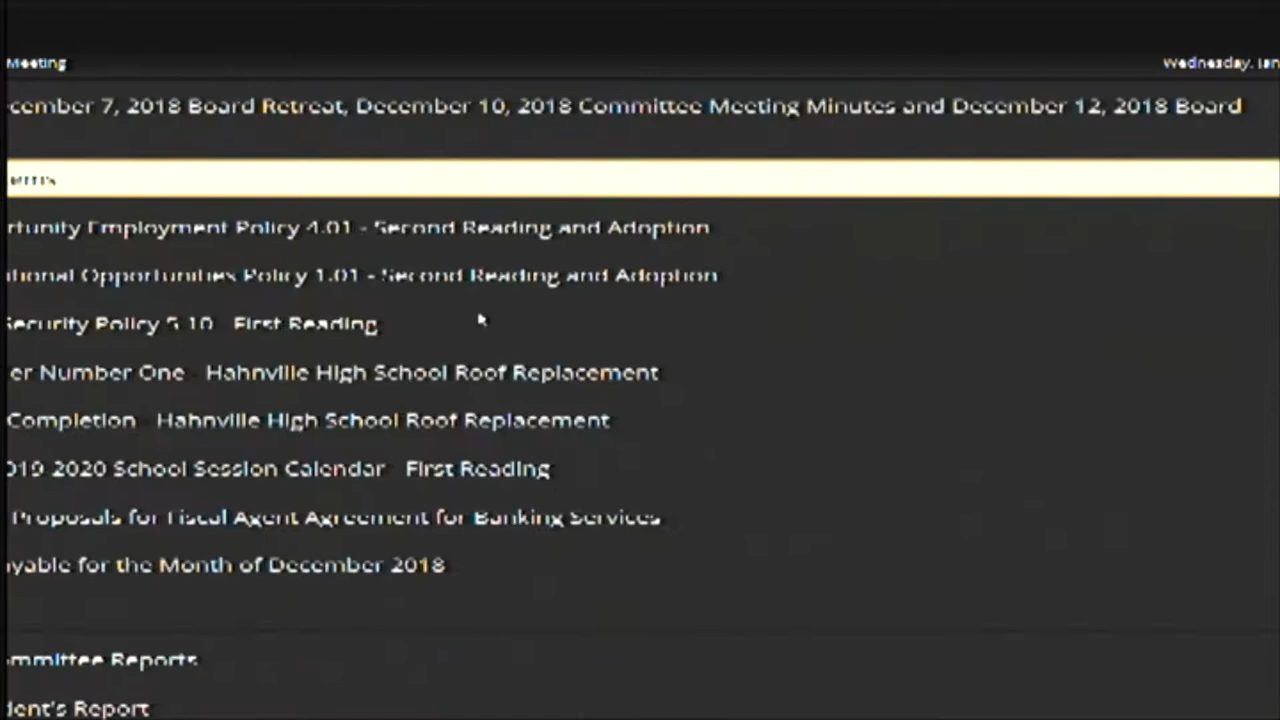 Meeting Wednesday, Jan
cember 7, 2018 Board Retreat, December 10, 2018 Committee Meeting Minutes and December 12, 2018 Board
ems
rtunity Employment Policy 4.01 - Second Reading and Adoption
ational Opportunities Policy 1.01 - Second Reading and Adoption
Security Policy 5.10 - First Reading
er Number One - Hahnville High School Roof Replacement
Completion - Hahnville High School Roof Replacement
019-2020 School Session Calendar - First Reading
Proposals for Fiscal Agent Agreement for Banking Services
ayable for the Month of December 2018
ommittee Reports
dent's Report